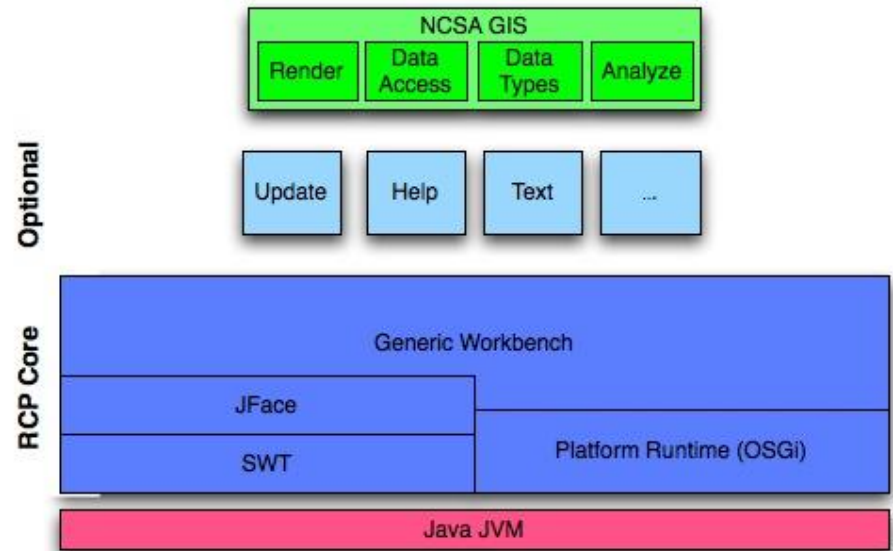 NCSA GIS
Render
Data
Access
Data
Types
Analyze
Optional
Update
Help
Text
...
RCP Core
Generic Workbench
JFace
SWT
Platform Runtime (OSGi)
Java JVM